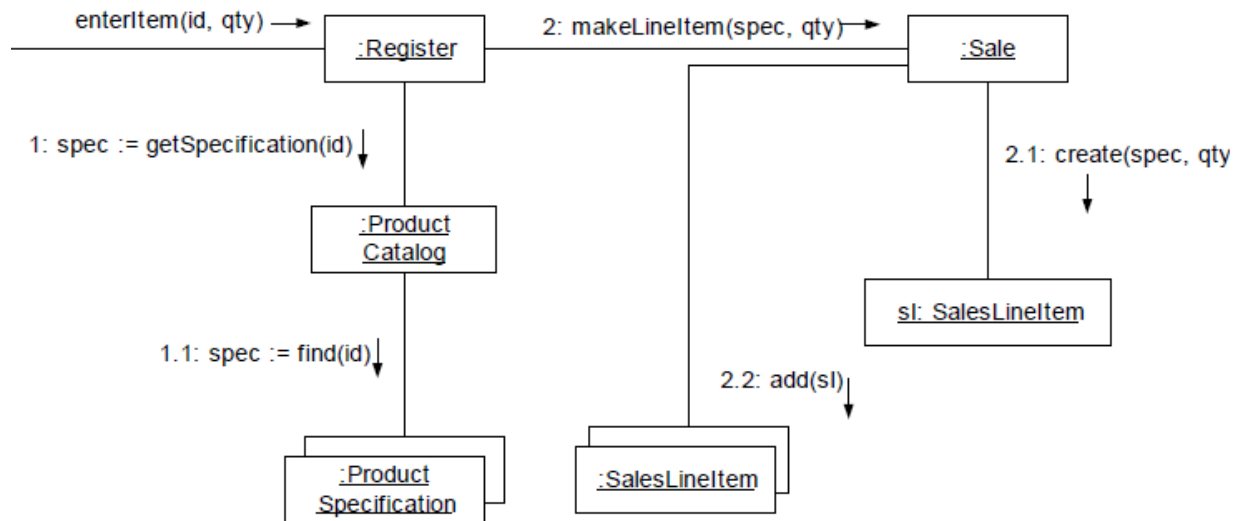 enterItem(id, qty)
2: makeLineItem(spec, qty)
:Register
:Sale
1: spec := getSpecification(id)
2.1: create(spec, qty
:Product
Catalog
sl: SalesLineItem
1.1: spec := find(id)
2.2: add(sl)
:Product
Specification
:SalesLineItem